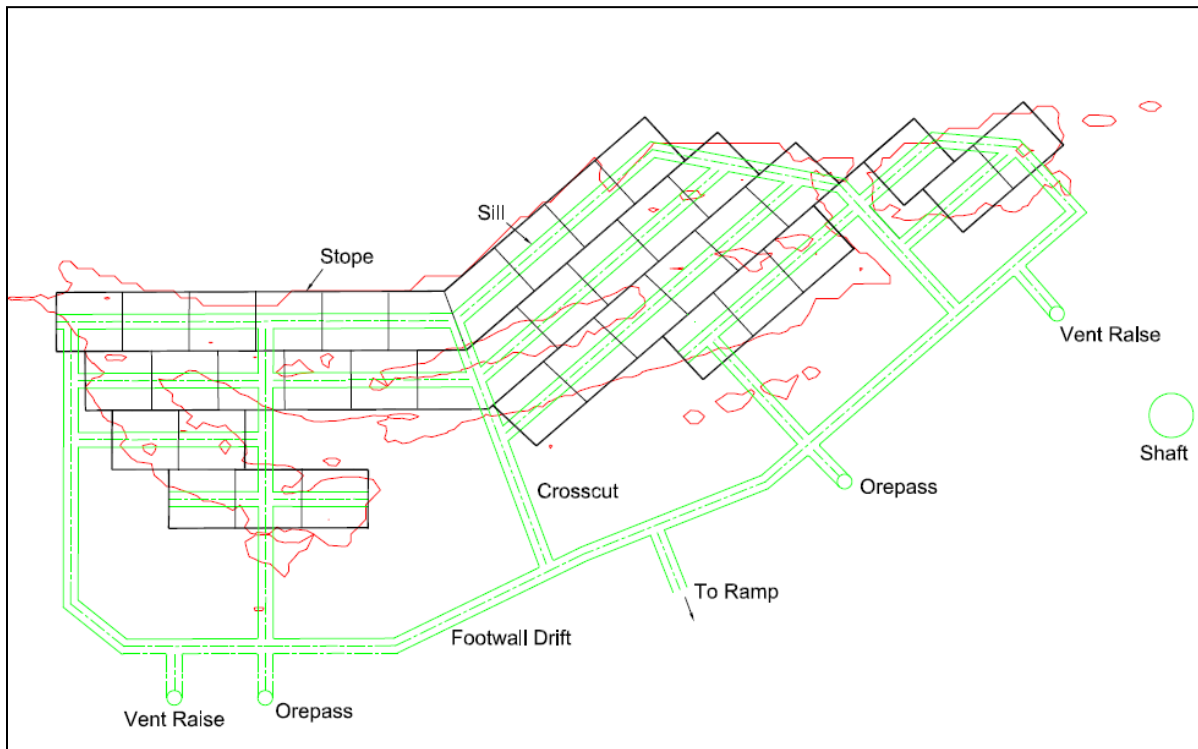 Sill
Stope
Vent Raise
Shaft
Crosscut
Orepass
To Ramp
Footwall Drift
Vent Raise
Orepass